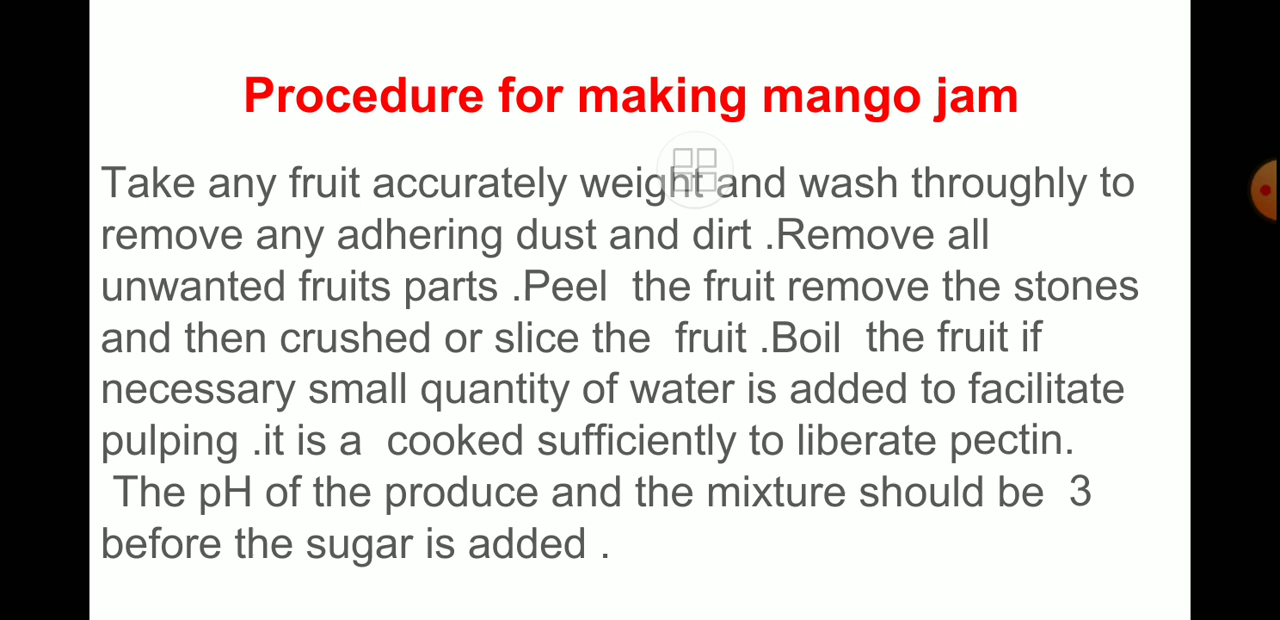 Procedure for making mango jam
Take any fruit accurately weight and wash throughly to
remove any adhering dust and dirt .Remove all
unwanted fruits parts .Peel  the fruit remove the stones
and then crushed or slice the  fruit .Boil  the fruit if
necessary small quantity of water is added to facilitate
pulping .it is a  cooked sufficiently to liberate pectin.
The pH of the produce and the mixture should be  3
before the sugar is added .